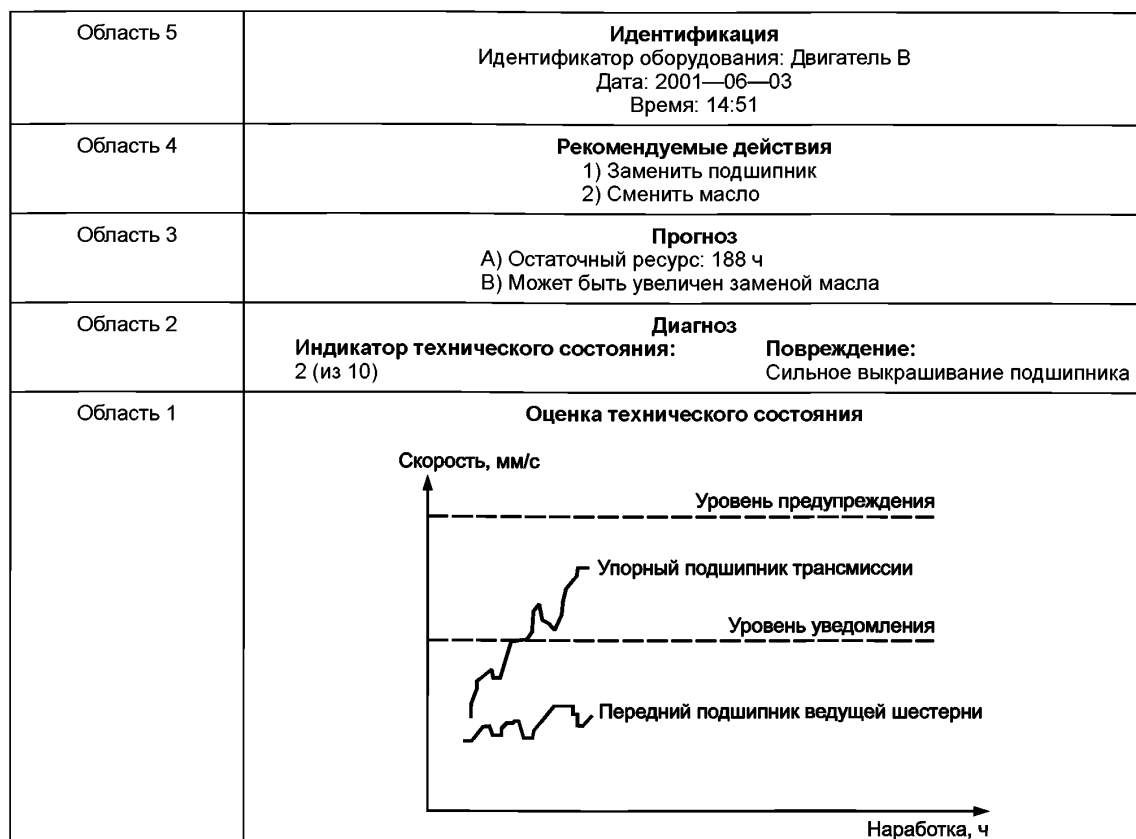 Область 5
Идентификация
Идентификатор оборудования: Двигатель В
Дата: 2001—06—03
Время: 14:51
Область 4
Рекомендуемые действия
1) Заменить подшипник
2) Сменить масло
Область 3
Прогноз
А) Остаточный ресурс: 188 ч
В) Может быть увеличен заменой масла
Область 2
Диагноз
Индикатор технического состояния:
2 (из 10)
Повреждение:
Сильное выкрашивание подшипника
Область 1
Оценка технического состояния
Скорость, мм/с
Уровень предупреждения
Упорный подшипник трансмиссии
Уровень уведомления
Передний подшипник ведущей шестерни
Наработка, ч